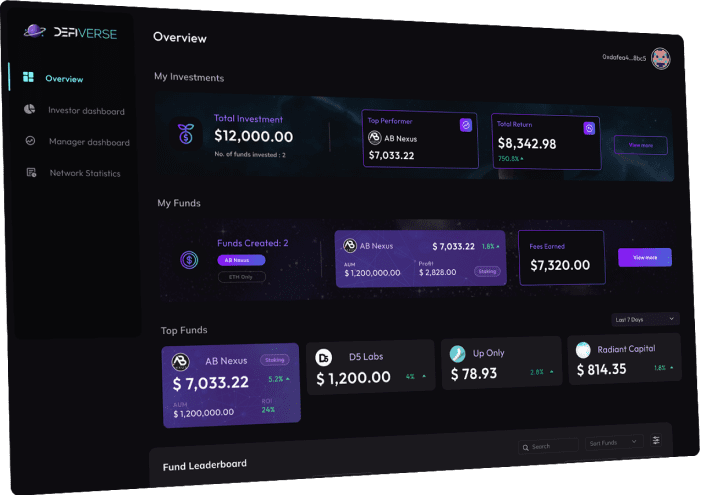 DEFIVERSE
Overview
0xdafea4...8bc5
Overview
Investor dashboard
Manager dashboard
Network Statistics
My Investments
Total Investment
$12,000.00
No. of funds invested : 2
Top Performer
AB Nexus
$7,033.22
Total Return
$8,342.98
750.5%
View more
My Funds
Funds Created: 2
AB Nexus
ETH Only
AB Nexus
$ 7,033.22
1.8%
AUM
$ 1,200,000.00
Profit
$ 2,828.00
Staking
Fees Earned
$7,320.00
View more
Top Funds
Last 7 Days
AB Nexus
Staking
$ 7,033.22
5.2%
AUM
$ 1,200,000.00
ROI
24%
D5
D5 Labs
$ 1,200.00
4%
Up Only
$ 78.93
2.8%
Radiant Capital
$ 814.35
1.8%
Fund Leaderboard
Search
Sort Funds